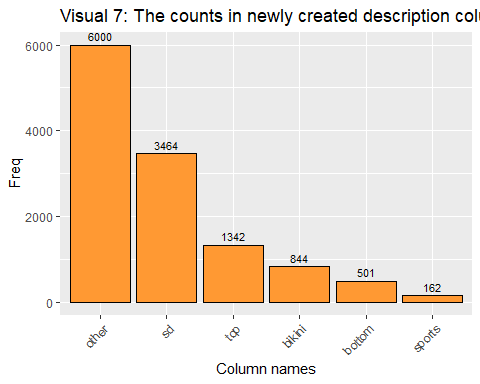 Visual 7: The counts in newly created description colu
6000
3464
1342
844
501
162
6000
4000
2000
0
Freq
other
sd
top
bikini
bottom
sports
Column names